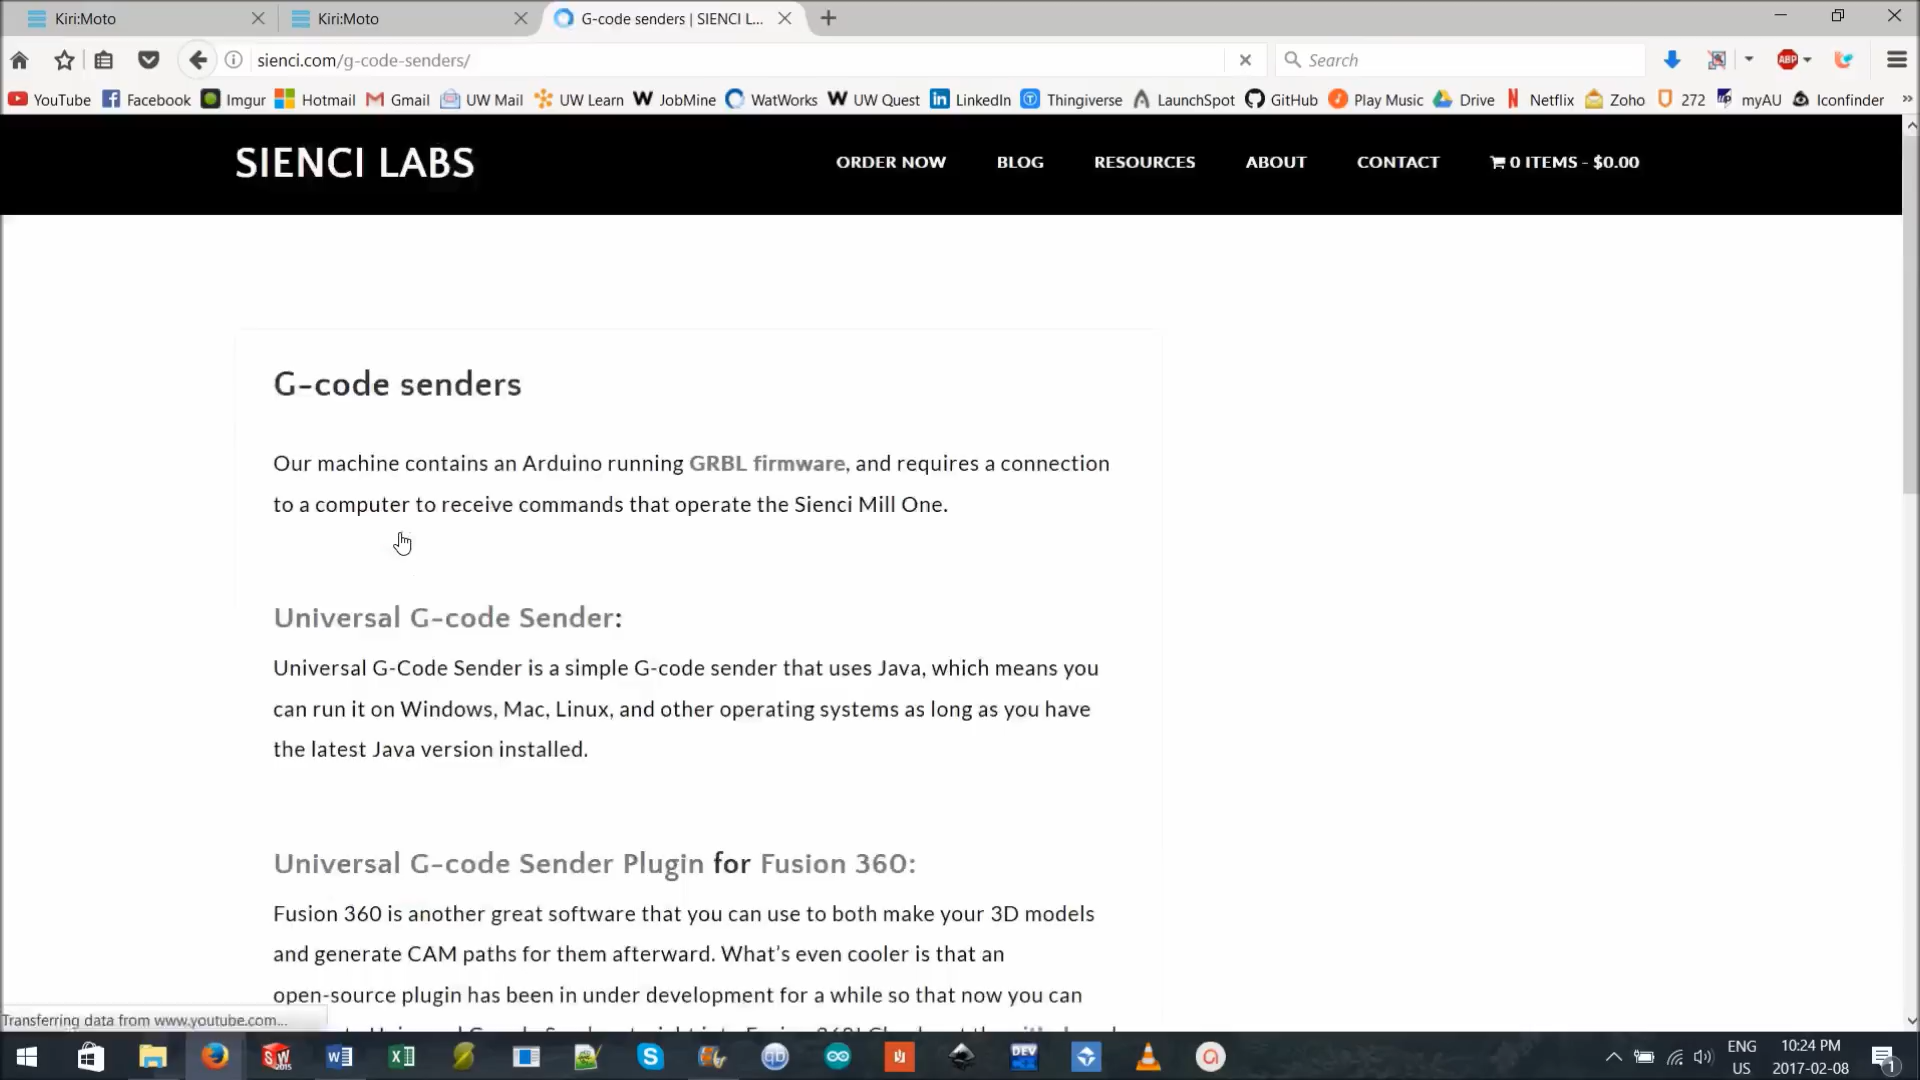 Kiri:Moto
Kiri:Moto
G-code senders | SIENCI L...
sienci.com/g-code-senders/
Search
ABP
YouTube Facebook Imgur Hotmail Gmail UW Mail UW Learn JobMine WatWorks UW Quest LinkedIn Thingiverse LaunchSpot GitHub Play Music Drive Netflix Zoho 272 myAU Iconfinder
SIENCI LABS
ORDER NOW BLOG RESOURCES ABOUT CONTACT 0 ITEMS - $0.00
G-code senders
Our machine contains an Arduino running GRBL firmware, and requires a connection
to a computer to receive commands that operate the Sienci Mill One.
Universal G-code Sender:
Universal G-Code Sender is a simple G-code sender that uses Java, which means you
can run it on Windows, Mac, Linux, and other operating systems as long as you have
the latest Java version installed.
Universal G-code Sender Plugin for Fusion 360:
Fusion 360 is another great software that you can use to both make your 3D models
and generate CAM paths for them afterward. What's even cooler is that an
open-source plugin has been in under development for a while so that now you can
Transferring data from www.youtube.com...
ENG
US
10:24 PM
2017-02-08
1